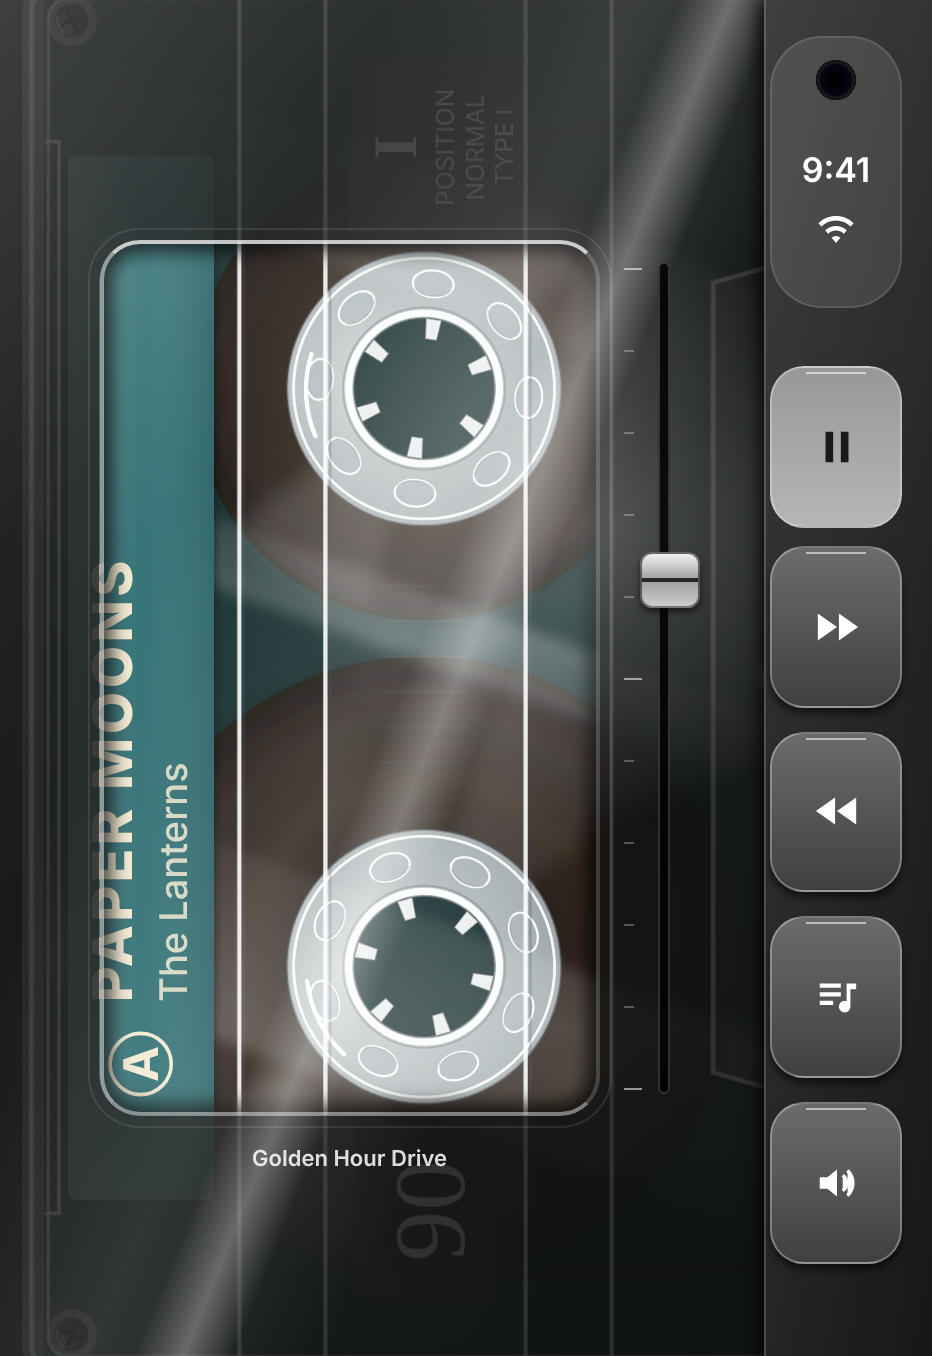 9:41
I
POSITION
NORMAL
TYPE I
PAPER MOONS
The Lanterns
A
Golden Hour Drive
90